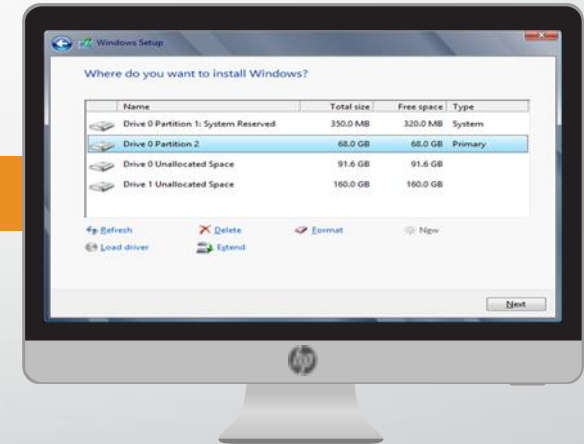 Windows Setup
Where do you want to install Windows?
Name Total size Free space Type
Drive 0 Partition 1: System Reserved 350.0 MB 320.0 MB System
Drive 0 Partition 2 68.0 GB 68.0 GB Primary
Drive 0 Unallocated Space 91.6 GB 91.6 GB
Drive 1 Unallocated Space 160.0 GB 160.0 GB
Refresh Delete Format New
Load driver Extend
Next
hp